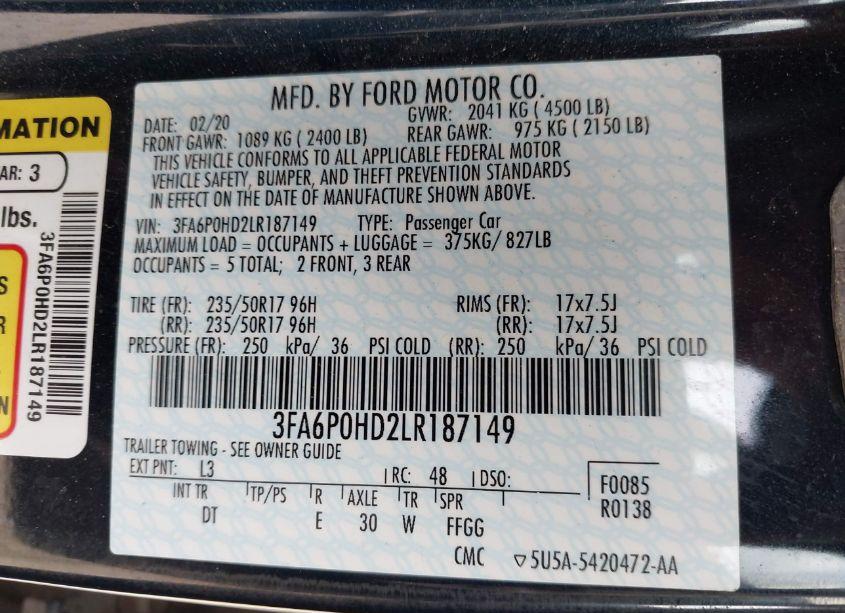 MFD. BY FORD MOTOR CO.
DATE: 02/20 GVWR: 2041 KG ( 4500 LB)
FRONT GAWR: 1089 KG ( 2400 LB) REAR GAWR: 975 KG ( 2150 LB)
THIS VEHICLE CONFORMS TO ALL APPLICABLE FEDERAL MOTOR
VEHICLE SAFETY, BUMPER, AND THEFT PREVENTION STANDARDS
IN EFFECT ON THE DATE OF MANUFACTURE SHOWN ABOVE.
VIN: 3FA6P0HD2LR187149 TYPE: Passenger Car
MAXIMUM LOAD = OCCUPANTS + LUGGAGE = 375KG/ 827LB
OCCUPANTS = 5 TOTAL; 2 FRONT, 3 REAR
TIRE (FR): 235/50R17 96H RIMS (FR): 17x7.5J
(RR): 235/50R17 96H (RR): 17x7.5J
PRESSURE (FR): 250 kPa/ 36 PSI COLD (RR): 250 kPa/ 36 PSI COLD
3FA6P0HD2LR187149
TRAILER TOWING - SEE OWNER GUIDE
EXT PNT: L3 RC: 48 DSO:
INT TR TP/PS R AXLE TR SPR
DT E 30 W FFGG
F0085
R0138
CMC ▽5U5A-5420472-AA
MATION
AR: 3
lbs.
3FA6P0HD2LR187149
S
R
N